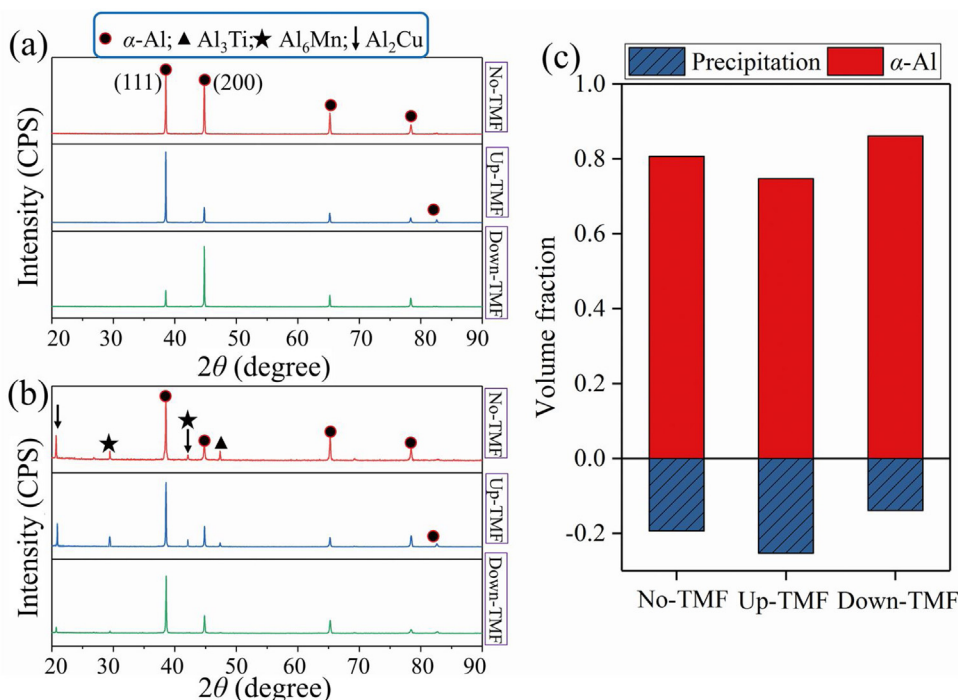 α-Al; Al₃Ti; Al₆Mn; Al₂Cu
(a)
(111)
(200)
No-TMF
Up-TMF
Down-TMF
Intensity (CPS)
20 30 40 50 60 70 80 90
2θ (degree)
(b)
No-TMF
Up-TMF
Down-TMF
Intensity (CPS)
20 30 40 50 60 70 80 90
2θ (degree)
(c)
Precipitation α-Al
1.0
0.8
0.6
0.4
0.2
0.0
-0.2
Volume fraction
No-TMF Up-TMF Down-TMF